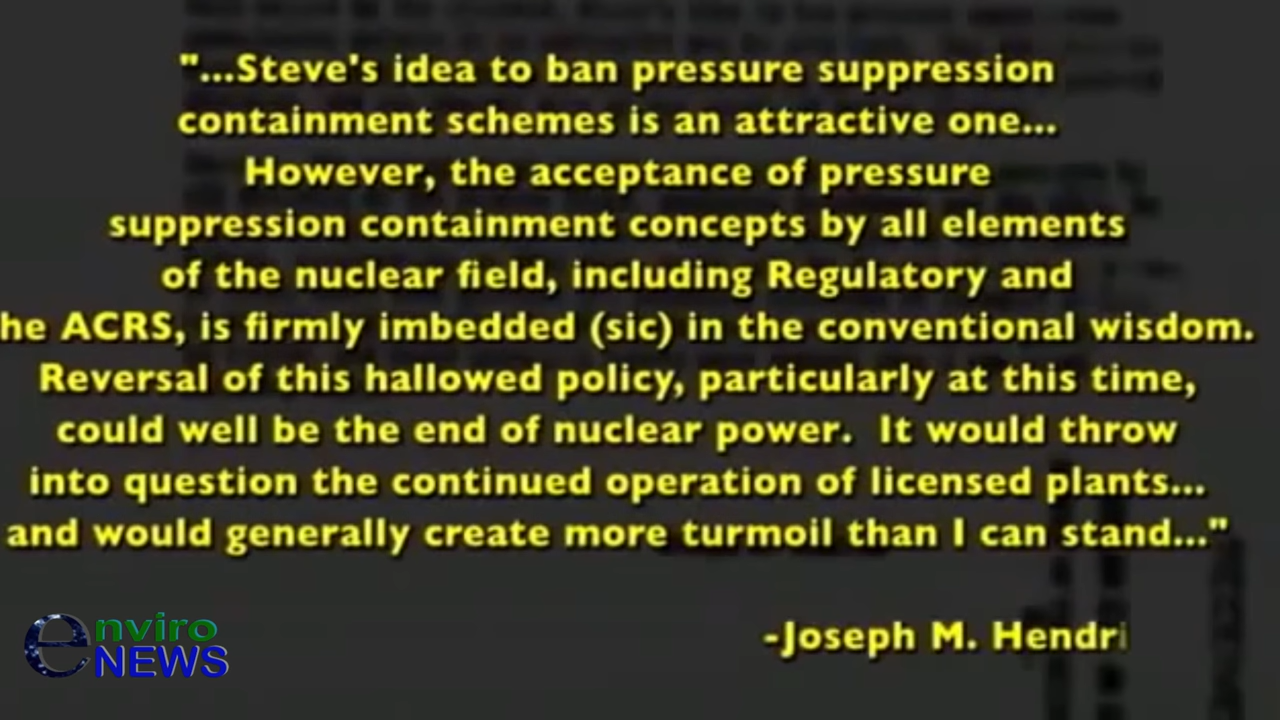 "...Steve's idea to ban pressure suppression
containment schemes is an attractive one...
However, the acceptance of pressure
suppression containment concepts by all elements
of the nuclear field, including Regulatory and
he ACRS, is firmly imbedded (sic) in the conventional wisdom.
Reversal of this hallowed policy, particularly at this time,
could well be the end of nuclear power. It would throw
into question the continued operation of licensed plants...
and would generally create more turmoil than I can stand..."
-Joseph M. Hendri
enviro
NEWS